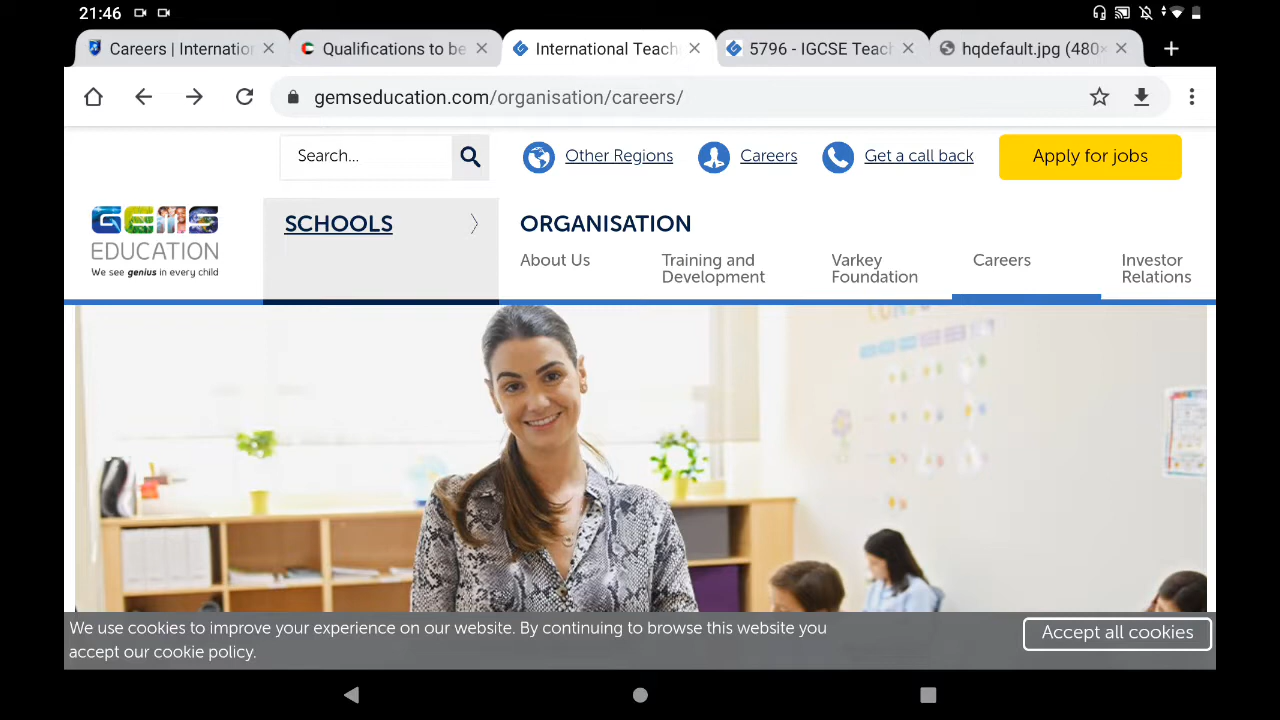 21:46
Careers | Internatio
Qualifications to be
International Teach
5796 - IGCSE Teac
hqdefault.jpg (480×
gemseducation.com/organisation/careers/
Search...
Other Regions
Careers
Get a call back
Apply for jobs
GEMS
EDUCATION
We see genius in every child
SCHOOLS
ORGANISATION
About Us
Training and
Development
Varkey
Foundation
Careers
Investor
Relations
We use cookies to improve your experience on our website. By continuing to browse this website you
accept our cookie policy.
Accept all cookies